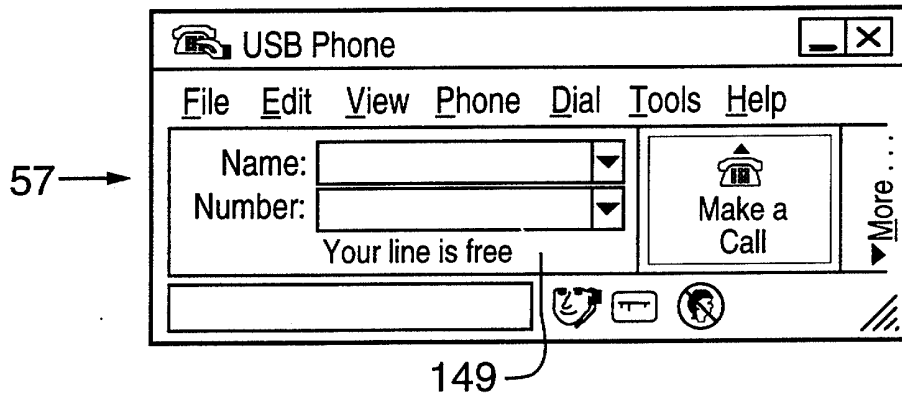 USB Phone
File Edit View Phone Dial Tools Help
57
Name:
Number:
Your line is free
Make a
Call
More . . .
149